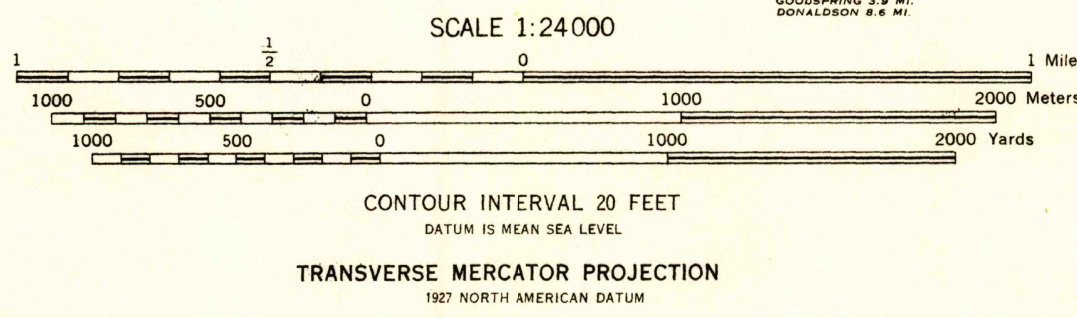 GOODSPRING 3.9 MI.
DONALDSON 8.6 MI.
SCALE 1:24000
1 1/2 0 1 Mile
1000 500 0 1000 2000 Meters
1000 500 0 1000 2000 Yards
CONTOUR INTERVAL 20 FEET
DATUM IS MEAN SEA LEVEL
TRANSVERSE MERCATOR PROJECTION
1927 NORTH AMERICAN DATUM